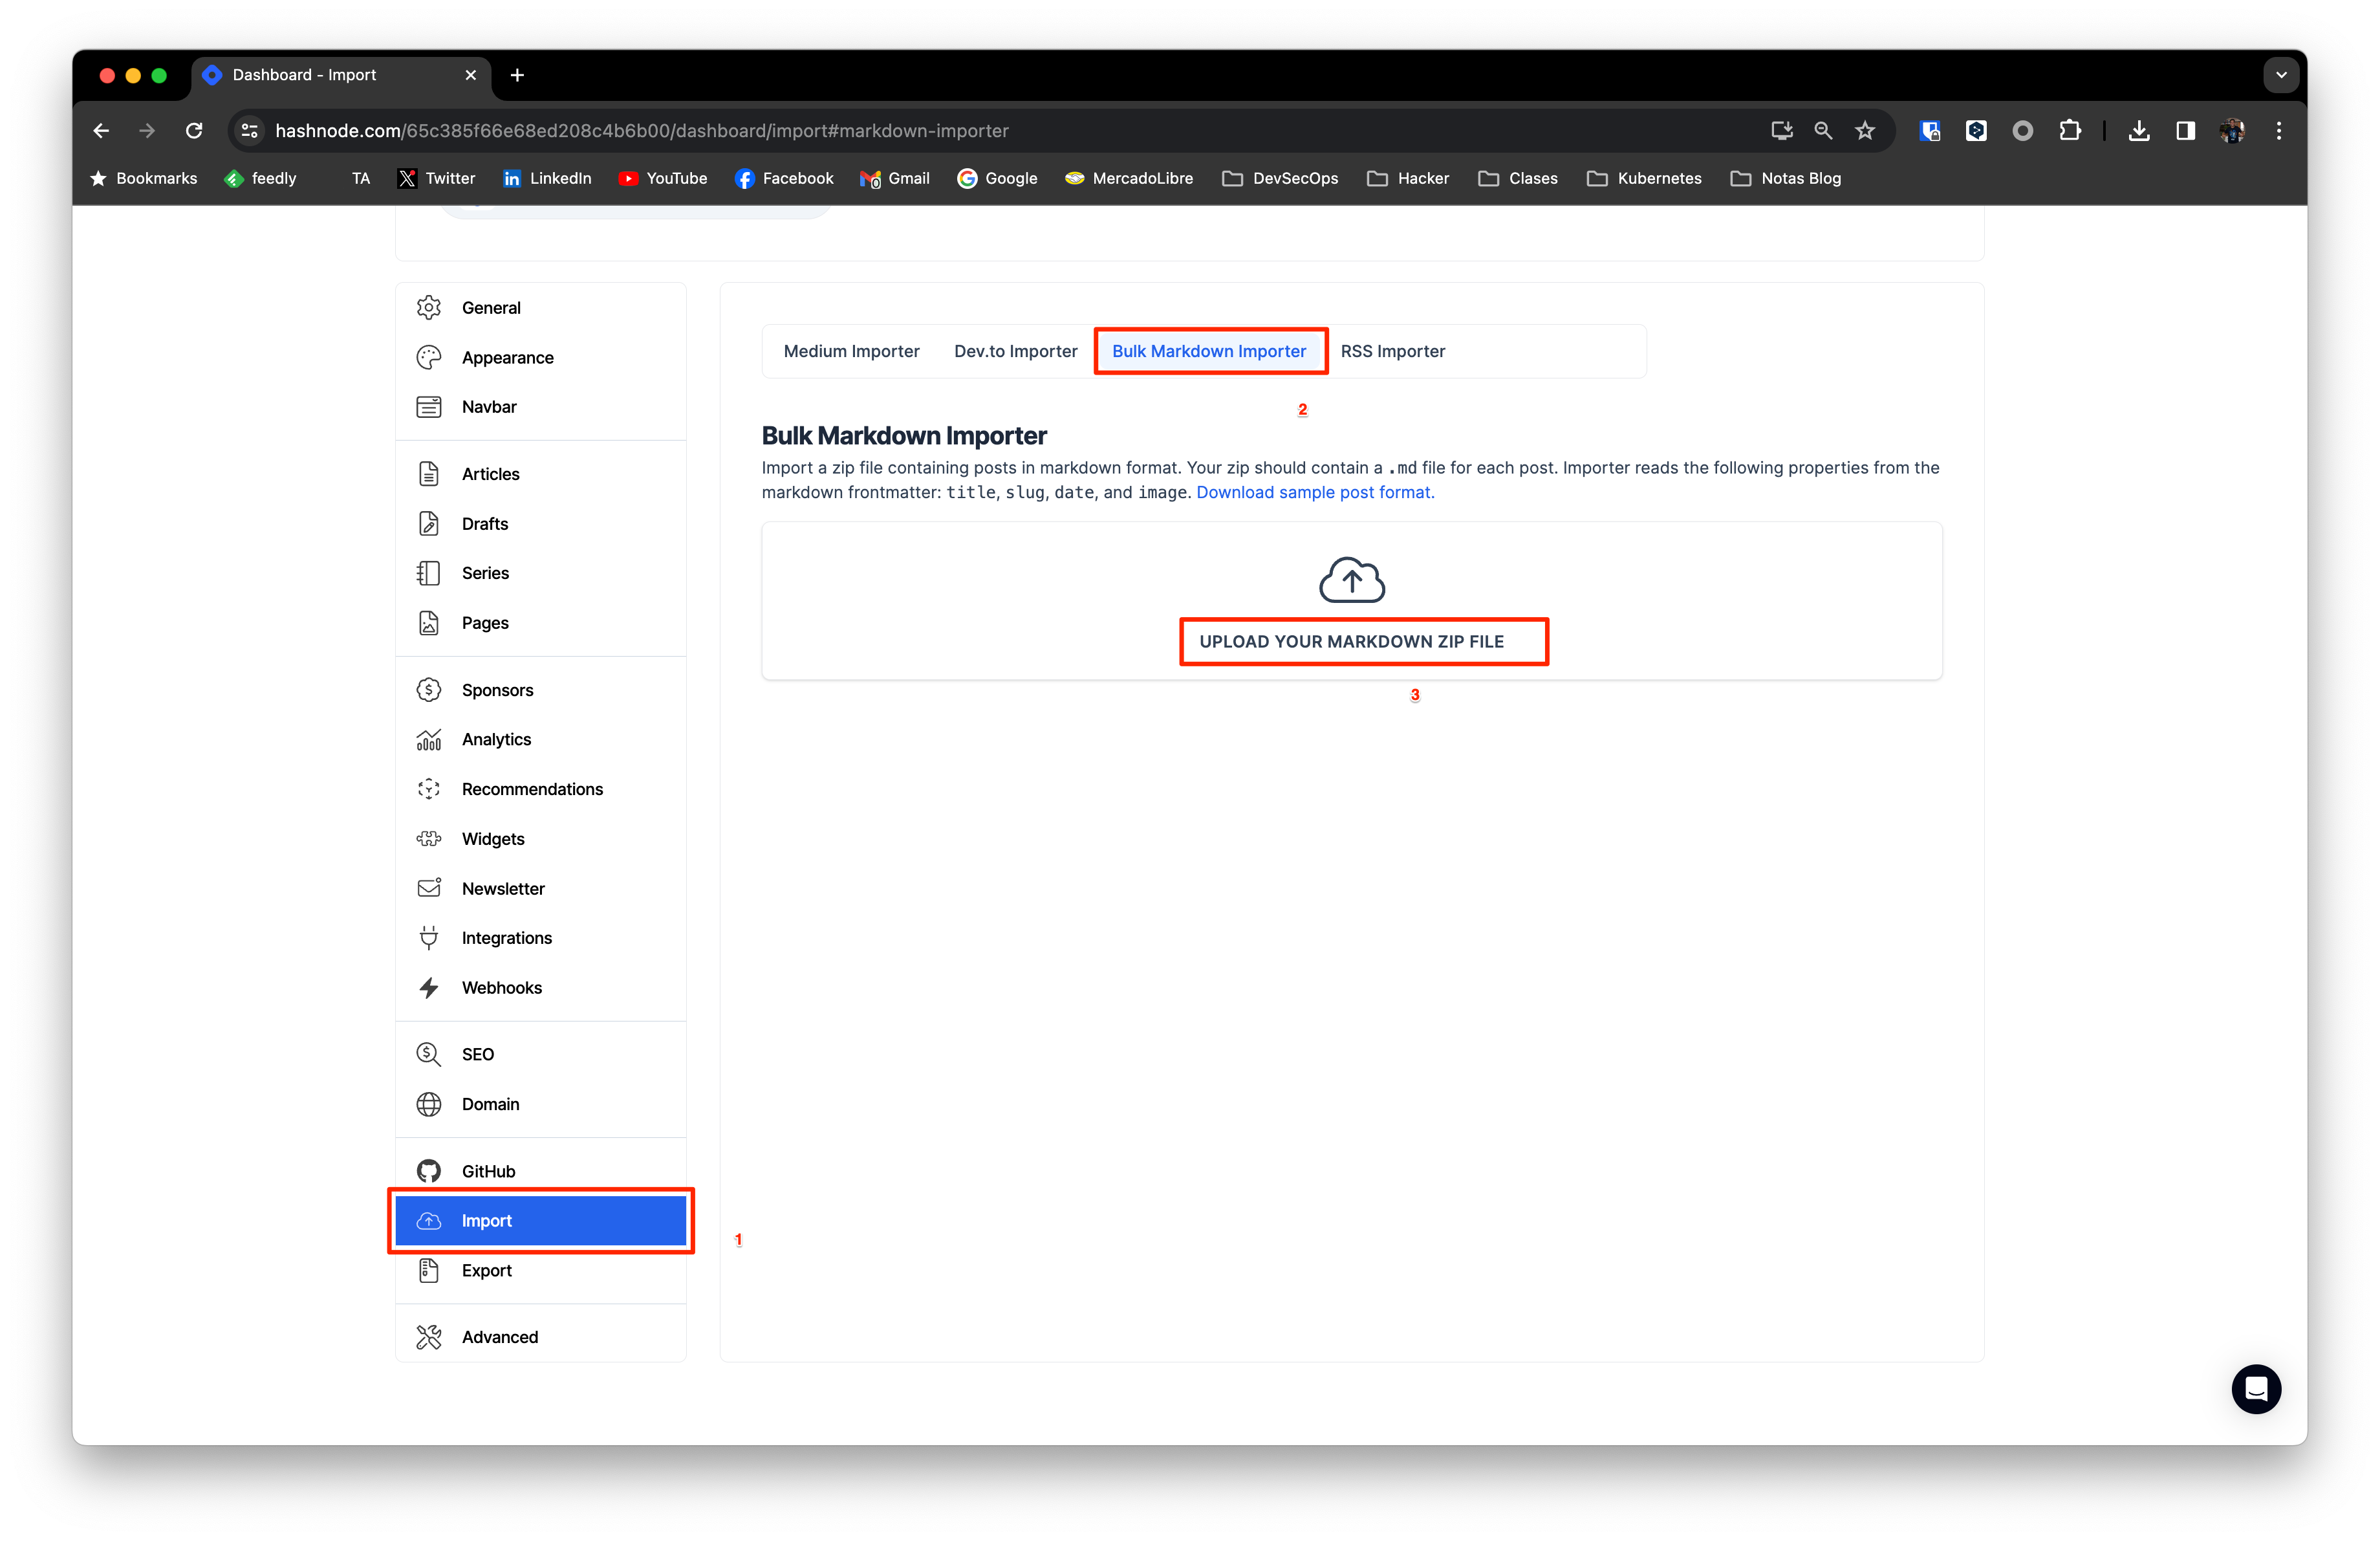 Dashboard - Import
hashnode.com/65c385f66e68ed208c4b6b00/dashboard/import#markdown-importer
Bookmarks feedly TA Twitter LinkedIn YouTube Facebook Gmail Google MercadoLibre DevSecOps Hacker Clases Kubernetes Notas Blog
General
Appearance
Navbar
Articles
Drafts
Series
Pages
Sponsors
Analytics
Recommendations
Widgets
Newsletter
Integrations
Webhooks
SEO
Domain
GitHub
Import
1
Export
Advanced
Medium Importer Dev.to Importer Bulk Markdown Importer RSS Importer
2
Bulk Markdown Importer
Import a zip file containing posts in markdown format. Your zip should contain a .md file for each post. Importer reads the following properties from the
markdown frontmatter: title, slug, date, and image. Download sample post format.
UPLOAD YOUR MARKDOWN ZIP FILE
3